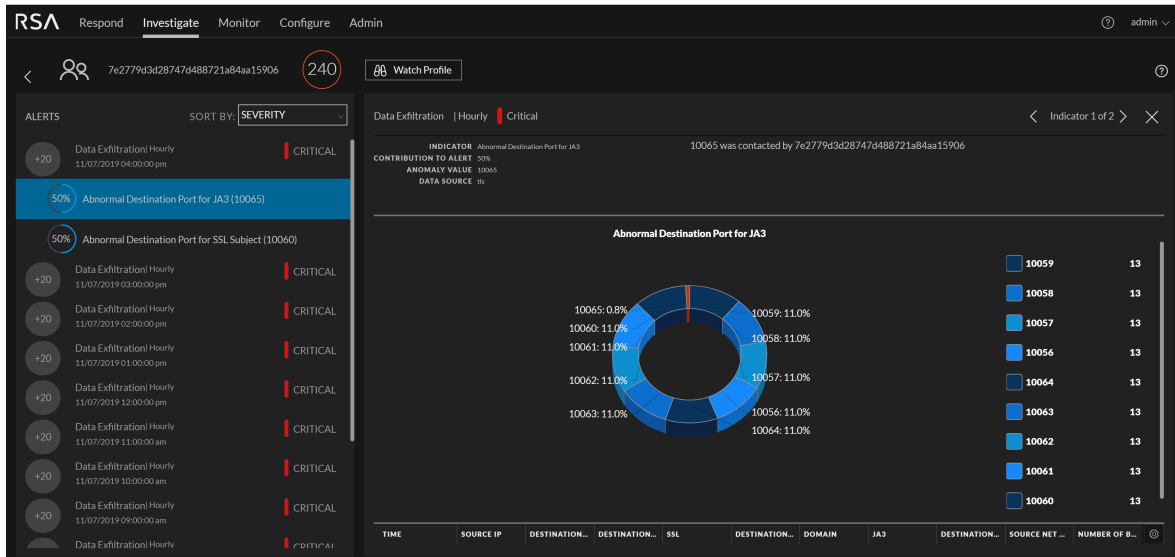 RSA Respond Investigate Monitor Configure Admin admin
7e2779d3d28747d488721a84aa15906 240 Watch Profile
ALERTS SORT BY: SEVERITY
+20 Data Exfiltration| Hourly CRITICAL
11/07/2019 04:00:00 pm
50% Abnormal Destination Port for JA3 (10065)
50% Abnormal Destination Port for SSL Subject (10060)
+20 Data Exfiltration| Hourly CRITICAL
11/07/2019 03:00:00 pm
+20 Data Exfiltration| Hourly CRITICAL
11/07/2019 02:00:00 pm
+20 Data Exfiltration| Hourly CRITICAL
11/07/2019 01:00:00 pm
+20 Data Exfiltration| Hourly CRITICAL
11/07/2019 12:00:00 pm
+20 Data Exfiltration| Hourly CRITICAL
11/07/2019 11:00:00 am
+20 Data Exfiltration| Hourly CRITICAL
11/07/2019 10:00:00 am
+20 Data Exfiltration| Hourly CRITICAL
11/07/2019 09:00:00 am
Data Exfiltration| Hourly CRITICAL
Data Exfiltration | Hourly Critical Indicator 1 of 2
INDICATOR Abnormal Destination Port for JA3
CONTRIBUTION TO ALERT 50%
ANOMALY VALUE 10065
DATA SOURCE tls
10065 was contacted by 7e2779d3d28747d488721a84aa15906
Abnormal Destination Port for JA3
10065: 0.8%
10060: 11.0%
10061: 11.0%
10062: 11.0%
10063: 11.0%
10059: 11.0%
10058: 11.0%
10057: 11.0%
10056: 11.0%
10064: 11.0%
10059 13
10058 13
10057 13
10056 13
10064 13
10063 13
10062 13
10061 13
10060 13
TIME SOURCE IP DESTINATION... DESTINATION... SSL DESTINATION... DOMAIN JA3 DESTINATION... SOURCE NET ... NUMBER OF B...